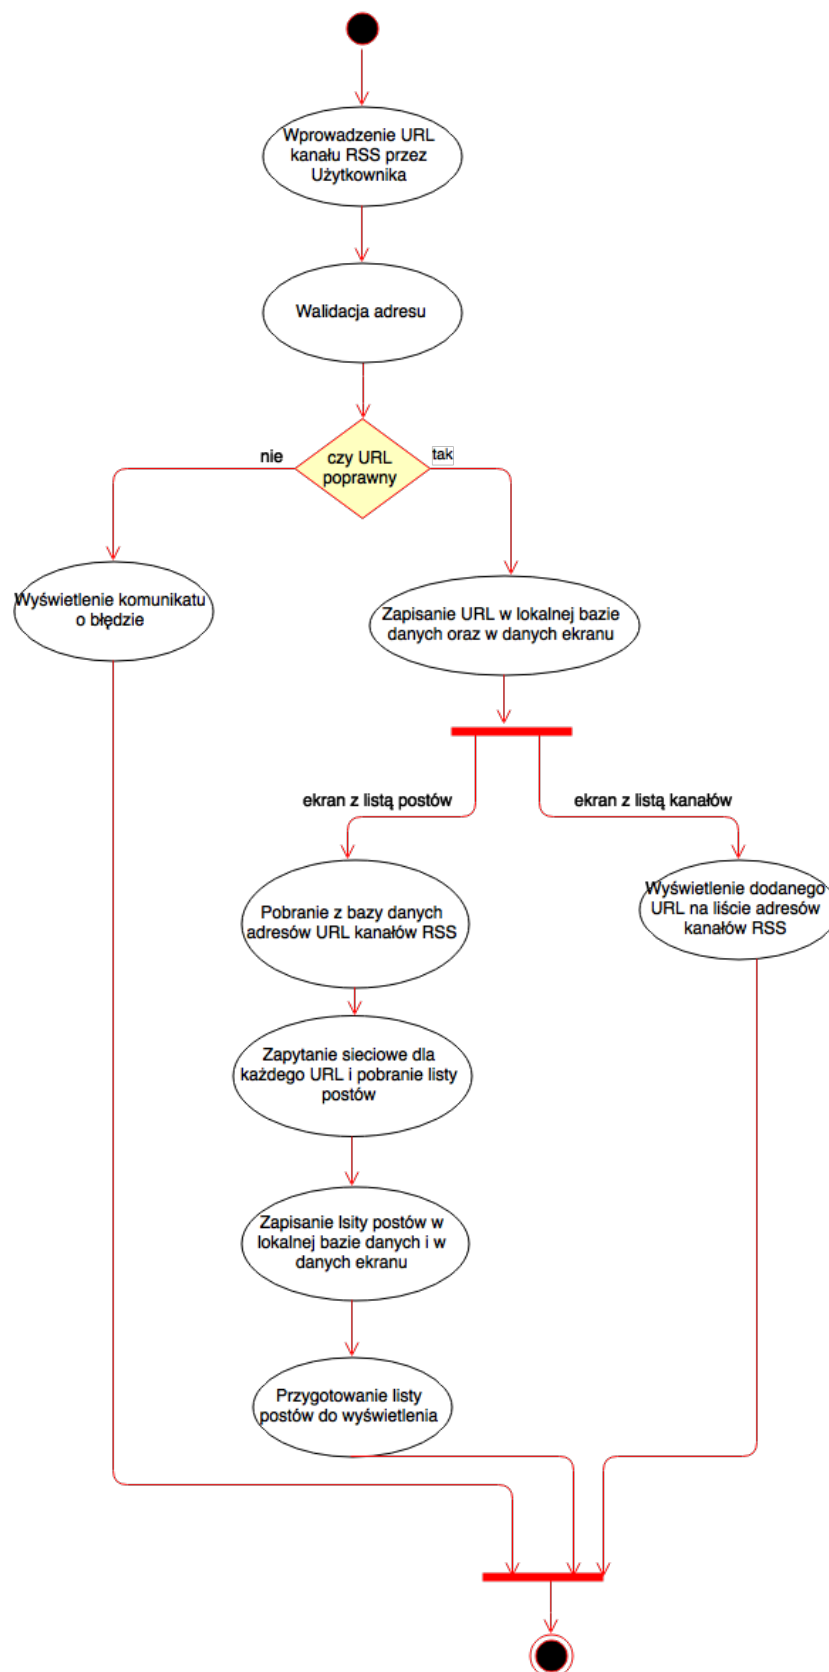 Wprowadzenie URL
kanału RSS przez
Użytkownika
Walidacja adresu
czy URL
poprawny
nie
tak
Wyświetlenie komunikatu
o błędzie
Zapisanie URL w lokalnej bazie
danych oraz w danych ekranu
ekran z listą postów
ekran z listą kanałów
Pobranie z bazy danych
adresów URL kanałów RSS
Wyświetlenie dodanego
URL na liście adresów
kanałów RSS
Zapytanie sieciowe dla
każdego URL i pobranie listy
postów
Zapisanie lsity postów w
lokalnej bazie danych i w
danych ekranu
Przygotowanie listy
postów do wyświetlenia